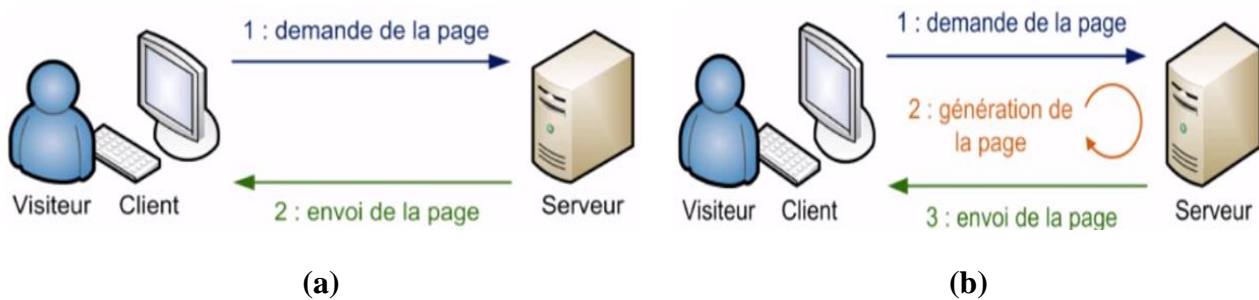 1 : demande de la page
2 : envoi de la page
Visiteur
Client
Serveur
(a)
1 : demande de la page
2 : génération de
la page
3 : envoi de la page
Visiteur
Client
Serveur
(b)